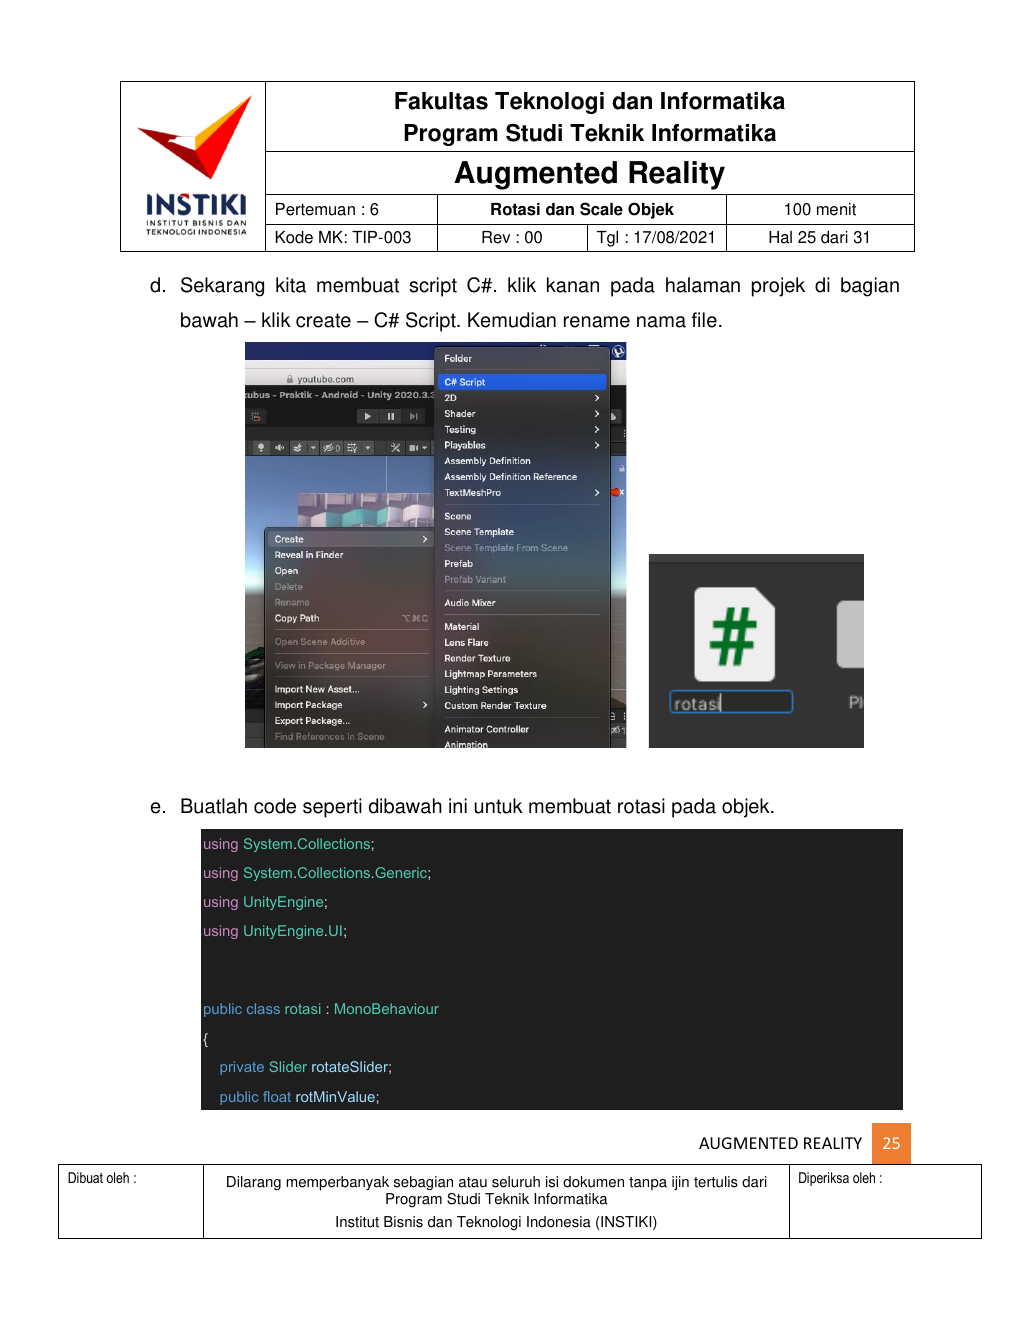 Fakultas Teknologi dan Informatika
Program Studi Teknik Informatika
Augmented Reality
INSTIKI
INSTITUT BISNIS DAN
TEKNOLOGI INDONESIA
Pertemuan : 6
Rotasi dan Scale Objek
100 menit
Kode MK: TIP-003
Rev : 00
Tgl : 17/08/2021
Hal 25 dari 31
d. Sekarang kita membuat script C#. klik kanan pada halaman projek di bagian
bawah – klik create – C# Script. Kemudian rename nama file.
youtube.com
kubus - Praktik - Android - Unity 2020.3.3
Create
Reveal in Finder
Open
Delete
Rename
Copy Path ⌥⌘C
Open Scene Additive
View in Package Manager
Import New Asset...
Import Package
Export Package...
Find References In Scene
Folder
C# Script
2D
Shader
Testing
Playables
Assembly Definition
Assembly Definition Reference
TextMeshPro
Scene
Scene Template
Scene Template From Scene
Prefab
Prefab Variant
Audio Mixer
Material
Lens Flare
Render Texture
Lightmap Parameters
Lighting Settings
Custom Render Texture
Animator Controller
Animation
#
rotasi
Pl
e. Buatlah code seperti dibawah ini untuk membuat rotasi pada objek.
using System.Collections;
using System.Collections.Generic;
using UnityEngine;
using UnityEngine.UI;
public class rotasi : MonoBehaviour
{
private Slider rotateSlider;
public float rotMinValue;
AUGMENTED REALITY 25
Dibuat oleh :
Dilarang memperbanyak sebagian atau seluruh isi dokumen tanpa ijin tertulis dari
Program Studi Teknik Informatika
Institut Bisnis dan Teknologi Indonesia (INSTIKI)
Diperiksa oleh :